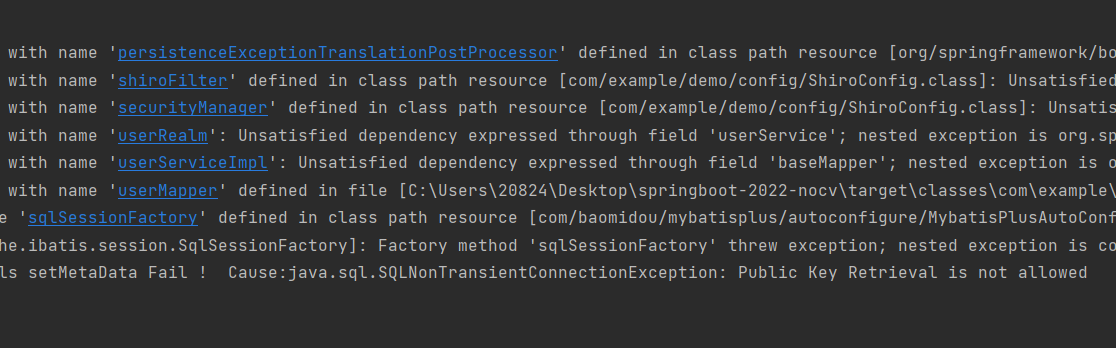 with name 'persistenceExceptionTranslationPostProcessor' defined in class path resource [org/springframework/bo
with name 'shiroFilter' defined in class path resource [com/example/demo/config/ShiroConfig.class]: Unsatisfied
with name 'securityManager' defined in class path resource [com/example/demo/config/ShiroConfig.class]: Unsatis
with name 'userRealm': Unsatisfied dependency expressed through field 'userService'; nested exception is org.sp
with name 'userServiceImpl': Unsatisfied dependency expressed through field 'baseMapper'; nested exception is o
with name 'userMapper' defined in file [C:\Users\20824\Desktop\springboot-2022-nocv\target\classes\com\example\
e 'sqlSessionFactory' defined in class path resource [com/baomidou/mybatisplus/autoconfigure/MybatisPlusAutoConf
he.ibatis.session.SqlSessionFactory]: Factory method 'sqlSessionFactory' threw exception; nested exception is co
ls setMetaData Fail !  Cause:java.sql.SQLNonTransientConnectionException: Public Key Retrieval is not allowed